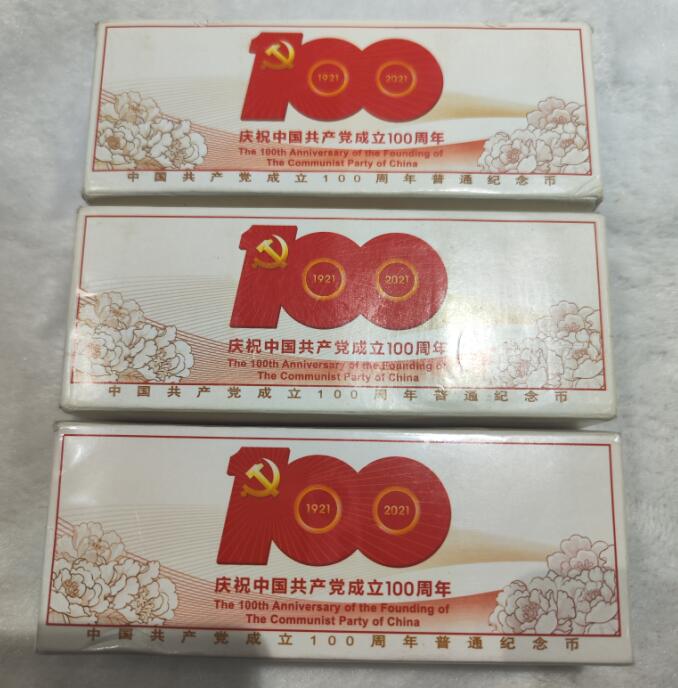 100
1921 2021
庆祝中国共产党成立100周年
The 100th Anniversary of the Founding of
The Communist Party of China
中国共产党成立100周年普通纪念币
100
1921 2021
庆祝中国共产党成立100周年
The 100th Anniversary of the Founding of
The Communist Party of China
中国共产党成立100周年普通纪念币
100
1921 2021
庆祝中国共产党成立100周年
The 100th Anniversary of the Founding of
The Communist Party of China
中国共产党成立100周年普通纪念币